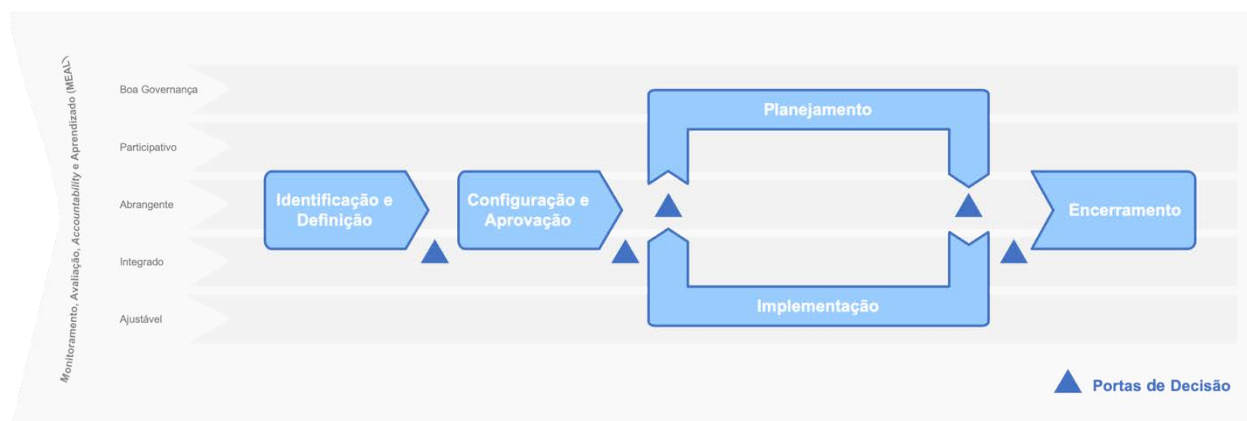 Monitoramento, Avaliação, Accountability e Aprendizado (MEAL)
Boa Governança
Participativo
Abrangente
Integrado
Ajustável
Identificação e
Definição
Configuração e
Aprovação
Planejamento
Implementação
Encerramento
Portas de Decisão